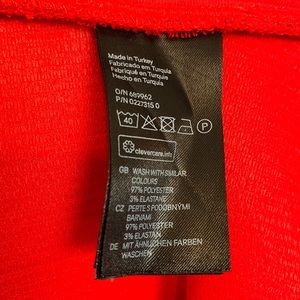 Made in Turkey
Fabricado em Turquia
Fabriqué en Turquie
Hecho en Turquía
O/N 689962
P/N 0227315 0
40
P
clevercare.info
GB WASH WITH SIMILAR
COLOURS
97% POLYESTER
3% ELASTANE
CZ PERTE S PODOBNÝMI
BARVAMI
97% POLYESTER
3% ELASTAN
DE MIT ÄHNLICHEN FARBEN
WASCHEN